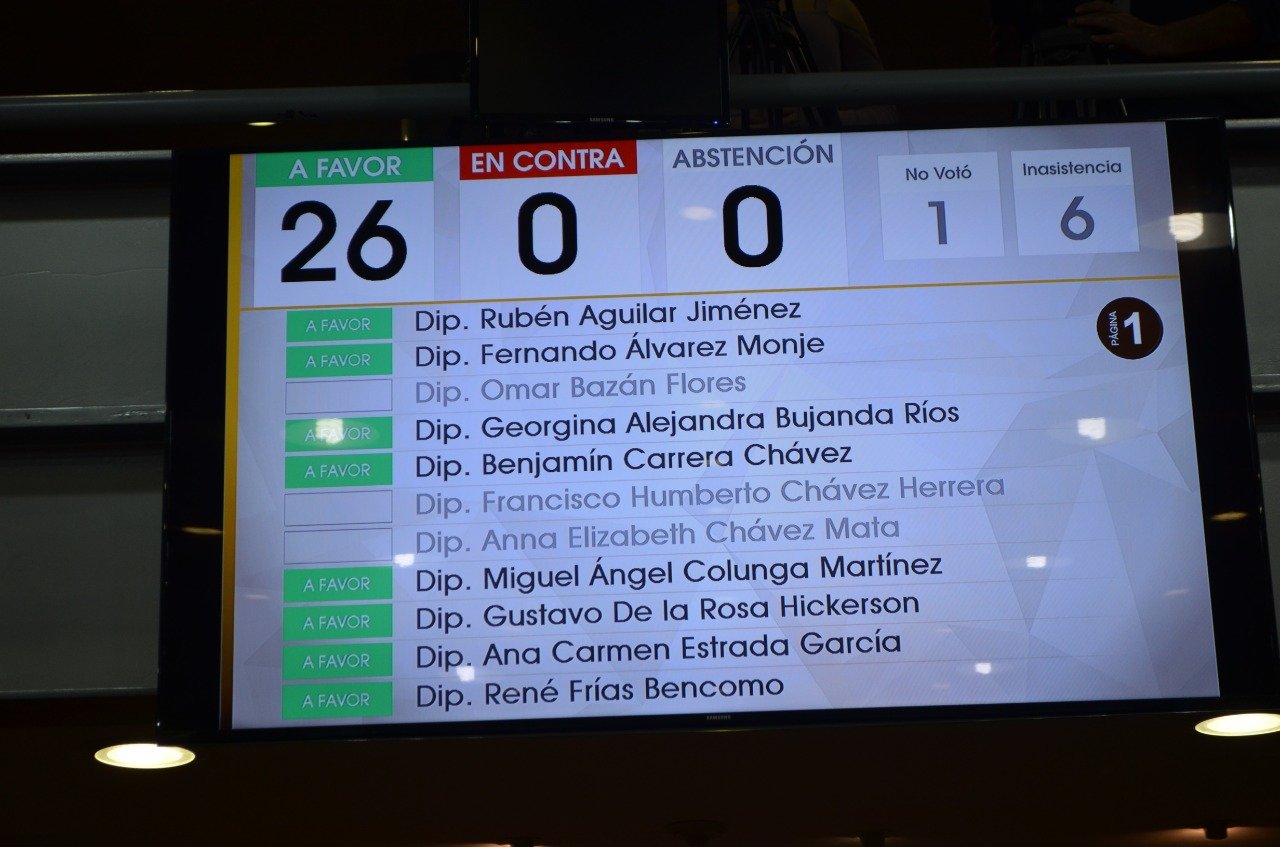 SAMSUNG
A FAVOR EN CONTRA ABSTENCIÓN No Votó Inasistencia
26 0 0 1 6
A FAVOR Dip. Rubén Aguilar Jiménez
PÁGINA 1
A FAVOR Dip. Fernando Álvarez Monje
Dip. Omar Bazán Flores
A FAVOR Dip. Georgina Alejandra Bujanda Ríos
A FAVOR Dip. Benjamín Carrera Chávez
Dip. Francisco Humberto Chávez Herrera
Dip. Anna Elizabeth Chávez Mata
A FAVOR Dip. Miguel Ángel Colunga Martínez
A FAVOR Dip. Gustavo De la Rosa Hickerson
A FAVOR Dip. Ana Carmen Estrada García
A FAVOR Dip. René Frías Bencomo
SAMSUNG